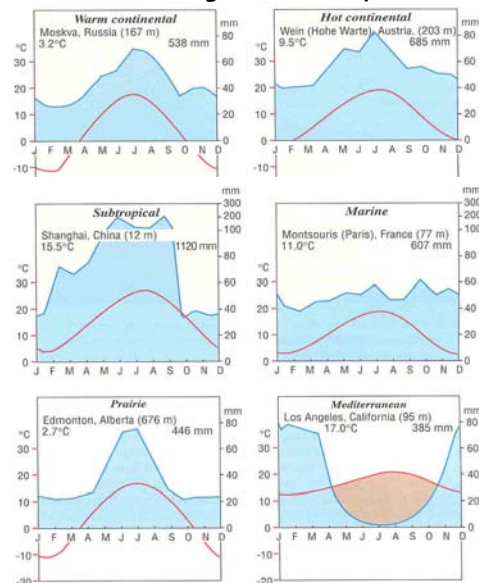 Warm continental
Moskva, Russia (167 m)
3.2°C 538 mm
°C
30
20
10
0
-10
80
60
40
20
0
J F M A M J J A S O N D
Hot continental
Wein (Hohe Warte), Austria. (203 m)
9.5°C 685 mm
°C
30
20
10
0
-10
80
60
40
20
0
J F M A M J J A S O N D
Subtropical
Shanghai, China (12 m)
15.5°C 1120 mm
°C
30
20
10
0
mm
300
200
100
80
60
40
20
0
J F M A M J J A S O N D
Marine
Montsouris (Paris), France (77 m)
11.0°C 607 mm
°C
30
20
10
0
mm
300
200
100
80
60
40
20
0
J F M A M J J A S O N D
Prairie
Edmonton, Alberta (676 m)
2.7°C 446 mm
°C
30
20
10
0
-10
-20
mm
80
60
40
20
0
J F M A M J J A S O N D
Mediterranean
Los Angeles, California (95 m)
17.0°C 385 mm
°C
30
20
10
0
-10
-20
mm
80
60
40
20
0
J F M A M J J A S O N D